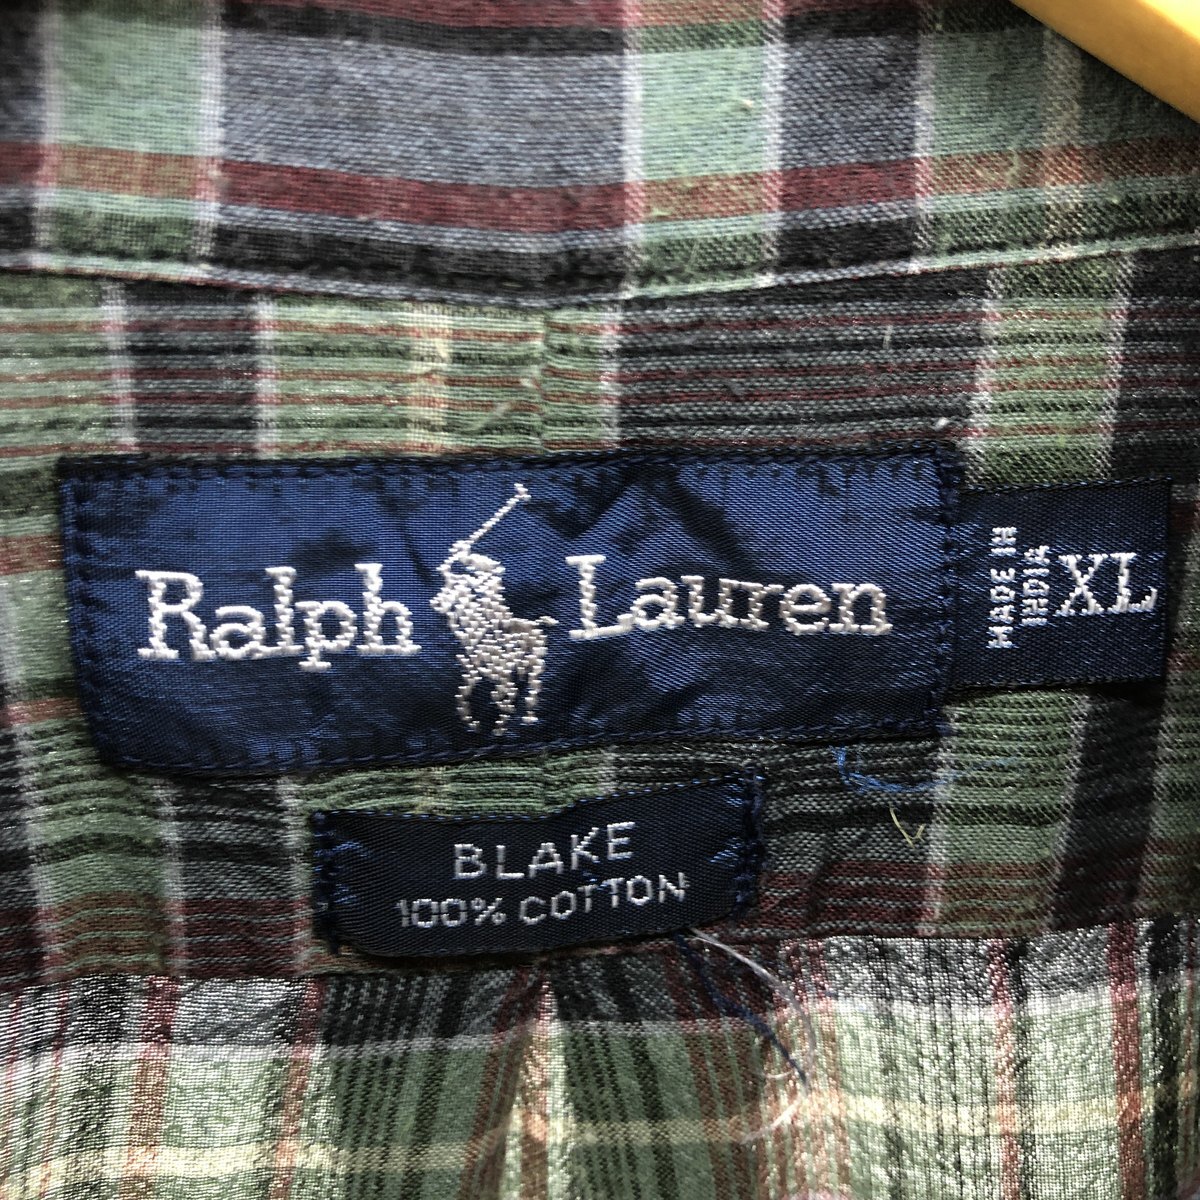 Ralph Lauren
MADE IN
INDIA
XL
BLAKE
100% COTTON